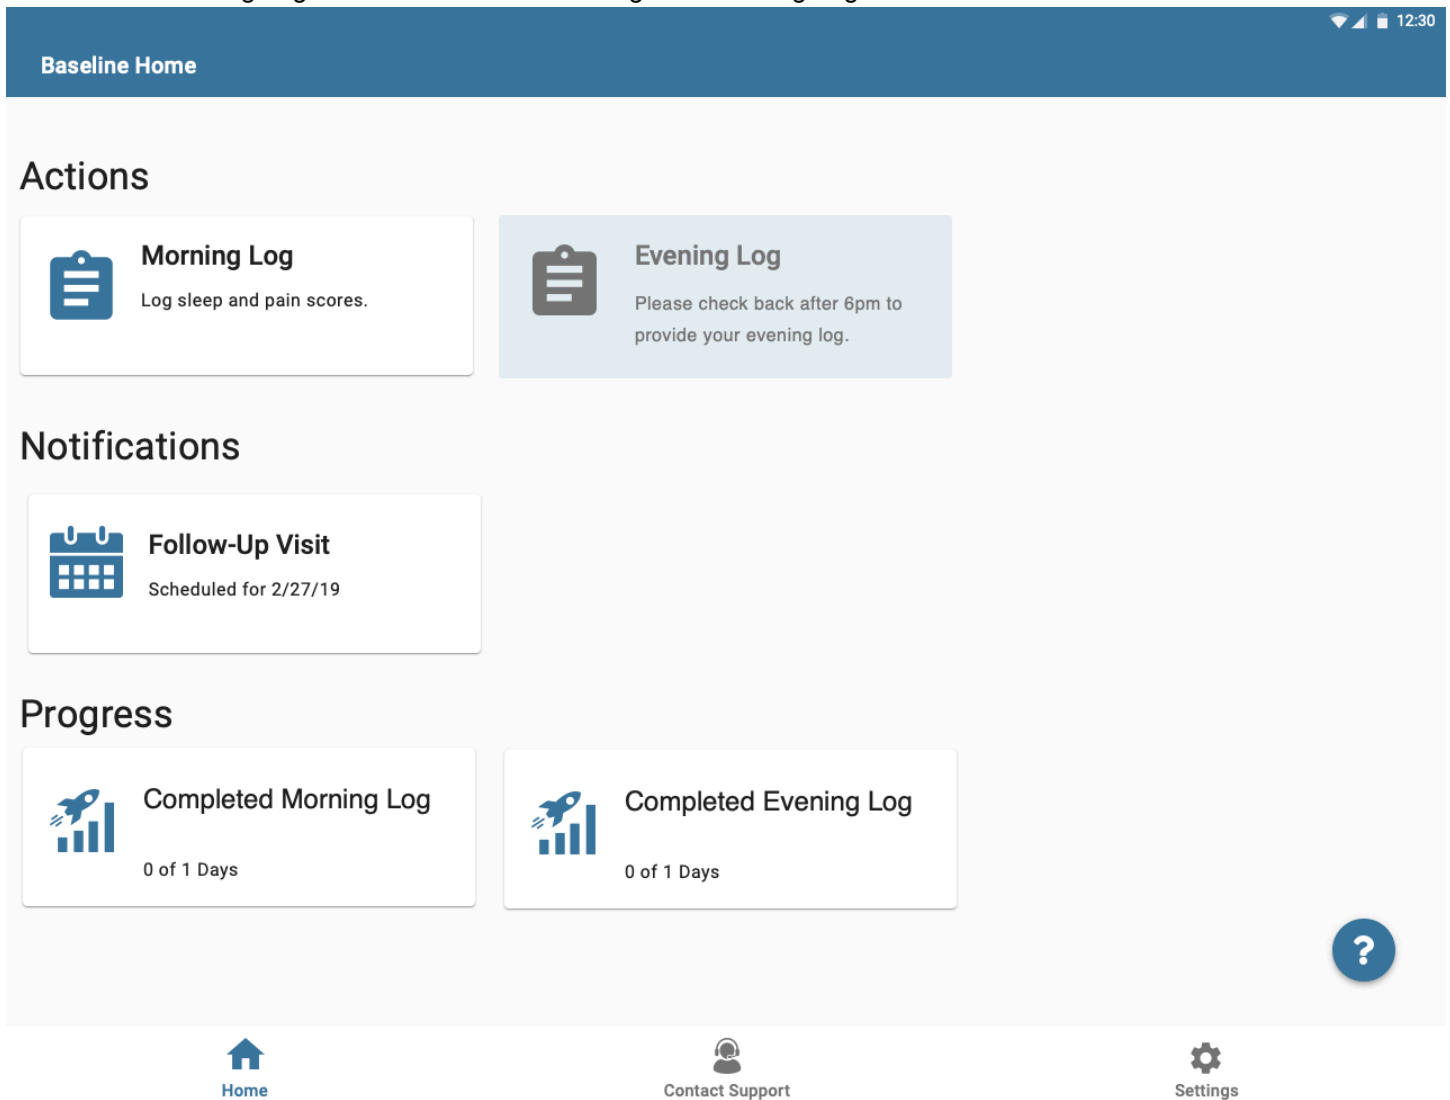 12:30
Baseline Home
Actions
Morning Log
Log sleep and pain scores.
Evening Log
Please check back after 6pm to
provide your evening log.
Notifications
Follow-Up Visit
Scheduled for 2/27/19
Progress
Completed Morning Log
0 of 1 Days
Completed Evening Log
0 of 1 Days
?
Home
Contact Support
Settings